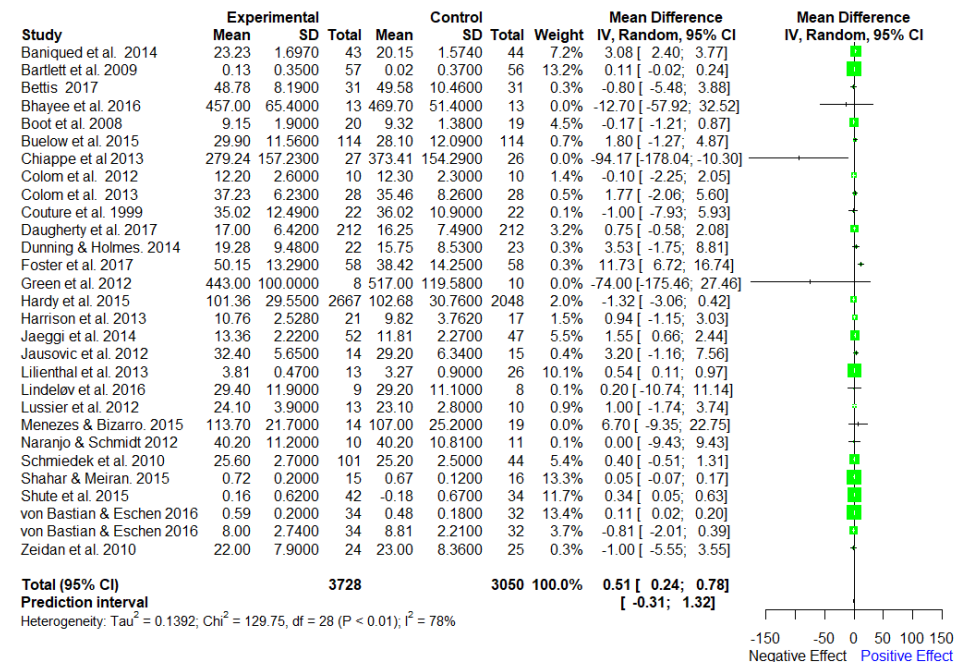 Experimental Control Mean Difference Mean Difference
Study Mean SD Total Mean SD Total Weight IV, Random, 95% CI IV, Random, 95% CI
Baniqued et al. 2014 23.23 1.6970 43 20.15 1.5740 44 7.2% 3.08 [ 2.40; 3.77]
Bartlett et al. 2009 0.13 0.3500 57 0.02 0.3700 56 13.2% 0.11 [ -0.02; 0.24]
Bettis 2017 48.78 8.1900 31 49.58 10.4600 31 0.3% -0.80 [ -5.48; 3.88]
Bhayee et al. 2016 457.00 65.4000 13 469.70 51.4000 13 0.0% -12.70 [ -57.92; 32.52]
Boot et al. 2008 9.15 1.9000 20 9.32 1.3800 19 4.5% -0.17 [ -1.21; 0.87]
Buelow et al. 2015 29.90 11.5600 114 28.10 12.0900 114 0.7% 1.80 [ -1.27; 4.87]
Chiappe et al 2013 279.24 157.2300 27 373.41 154.2900 26 0.0% -94.17 [-178.04; -10.30]
Colom et al. 2012 12.20 2.6000 10 12.30 2.3000 10 1.4% -0.10 [ -2.25; 2.05]
Colom et al. 2013 37.23 6.2300 28 35.46 8.2600 28 0.5% 1.77 [ -2.06; 5.60]
Couture et al. 1999 35.02 12.4900 22 36.02 10.9000 22 0.1% -1.00 [ -7.93; 5.93]
Daugherty et al. 2017 17.00 6.4200 212 16.25 7.4900 212 3.2% 0.75 [ -0.58; 2.08]
Dunning & Holmes. 2014 19.28 9.4800 22 15.75 8.5300 23 0.3% 3.53 [ -1.75; 8.81]
Foster et al. 2017 50.15 13.2900 58 38.42 14.2500 58 0.3% 11.73 [ 6.72; 16.74]
Green et al. 2012 443.00 100.0000 8 517.00 119.5800 10 0.0% -74.00 [-175.46; 27.46]
Hardy et al. 2015 101.36 29.5500 2667 102.68 30.7600 2048 2.0% -1.32 [ -3.06; 0.42]
Harrison et al. 2013 10.76 2.5280 21 9.82 3.7620 17 1.5% 0.94 [ -1.15; 3.03]
Jaeggi et al. 2014 13.36 2.2200 52 11.81 2.2700 47 5.5% 1.55 [ 0.66; 2.44]
Jausovic et al. 2012 32.40 5.6500 14 29.20 6.3400 15 0.4% 3.20 [ -1.16; 7.56]
Lilienthal et al. 2013 3.81 0.4700 13 3.27 0.9000 26 10.1% 0.54 [ 0.11; 0.97]
Lindeløv et al. 2016 29.40 11.9000 9 29.20 11.1000 8 0.1% 0.20 [ -10.74; 11.14]
Lussier et al. 2012 24.10 3.9000 13 23.10 2.8000 10 0.9% 1.00 [ -1.74; 3.74]
Menezes & Bizarro. 2015 113.70 21.7000 14 107.00 25.2000 19 0.0% 6.70 [ -9.35; 22.75]
Naranjo & Schmidt 2012 40.20 11.2000 10 40.20 10.8100 11 0.1% 0.00 [ -9.43; 9.43]
Schmiedek et al. 2010 25.60 2.7000 101 25.20 2.5000 44 5.4% 0.40 [ -0.51; 1.31]
Shahar & Meiran. 2015 0.72 0.2000 15 0.67 0.1200 16 13.3% 0.05 [ -0.07; 0.17]
Shute et al. 2015 0.16 0.6200 42 -0.18 0.6700 34 11.7% 0.34 [ 0.05; 0.63]
von Bastian & Eschen 2016 0.59 0.2000 34 0.48 0.1800 32 13.4% 0.11 [ 0.02; 0.20]
von Bastian & Eschen 2016 8.00 2.7400 34 8.81 2.2100 32 3.7% -0.81 [ -2.01; 0.39]
Zeidan et al. 2010 22.00 7.9000 24 23.00 8.3600 25 0.3% -1.00 [ -5.55; 3.55]
Total (95% CI) 3728 3050 100.0% 0.51 [ 0.24; 0.78]
Prediction interval [ -0.31; 1.32]
Heterogeneity: Tau² = 0.1392; Chi² = 129.75, df = 28 (P < 0.01); I² = 78%
-150 -50 0 50 100 150
Negative Effect Positive Effect